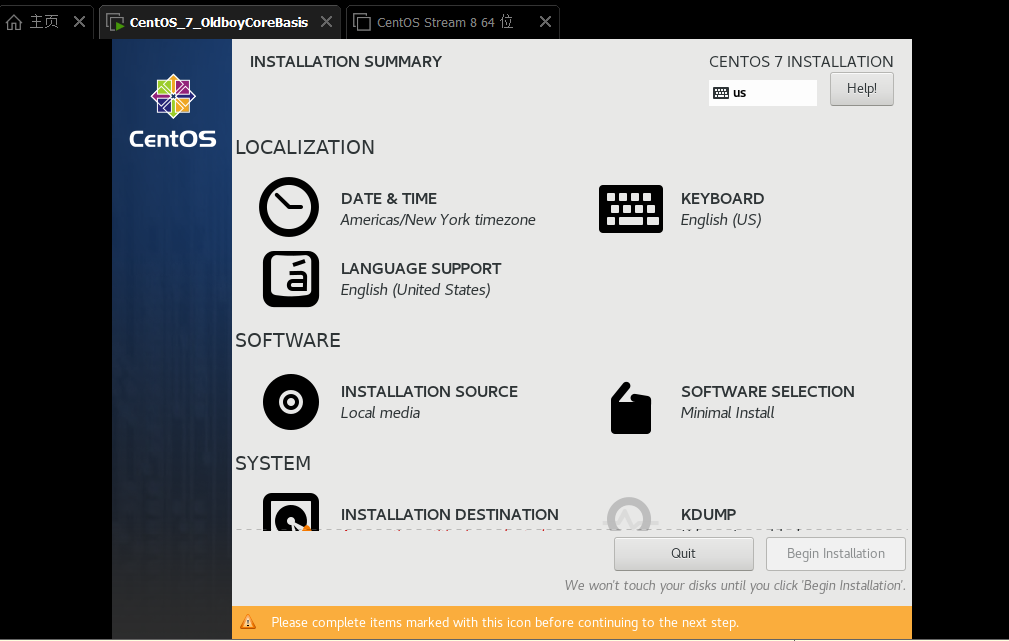 主页
CentOS_7_OldboyCoreBasis
CentOS Stream 8 64 位
INSTALLATION SUMMARY
CENTOS 7 INSTALLATION
us
Help!
CentOS
LOCALIZATION
DATE & TIME
Americas/New York timezone
KEYBOARD
English (US)
LANGUAGE SUPPORT
English (United States)
SOFTWARE
INSTALLATION SOURCE
Local media
SOFTWARE SELECTION
Minimal Install
SYSTEM
INSTALLATION DESTINATION
KDUMP
Quit
Begin Installation
We won't touch your disks until you click 'Begin Installation'.
Please complete items marked with this icon before continuing to the next step.